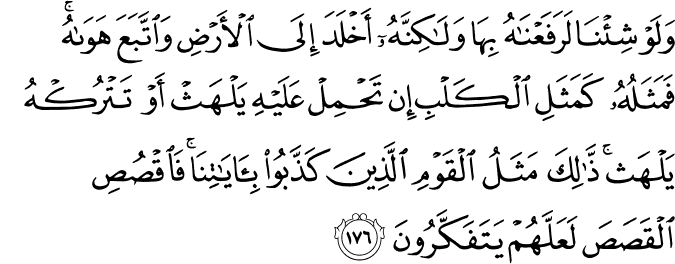 وَلَوْ شِئْنَا لَرَفَعْنَٰهُ بِهَا وَلَٰكِنَّهُۥٓ أَخْلَدَ إِلَى ٱلْأَرْضِ وَٱتَّبَعَ هَوَىٰهُ ۚ
فَمَثَلُهُۥ كَمَثَلِ ٱلْكَلْبِ إِن تَحْمِلْ عَلَيْهِ يَلْهَثْ أَوْ تَتْرُكْهُ
يَلْهَث ۚ ذَّٰلِكَ مَثَلُ ٱلْقَوْمِ ٱلَّذِينَ كَذَّبُوا۟ بِـَٔايَٰتِنَا ۚ فَٱقْصُصِ
ٱلْقَصَصَ لَعَلَّهُمْ يَتَفَكَّرُونَ ١٧٦